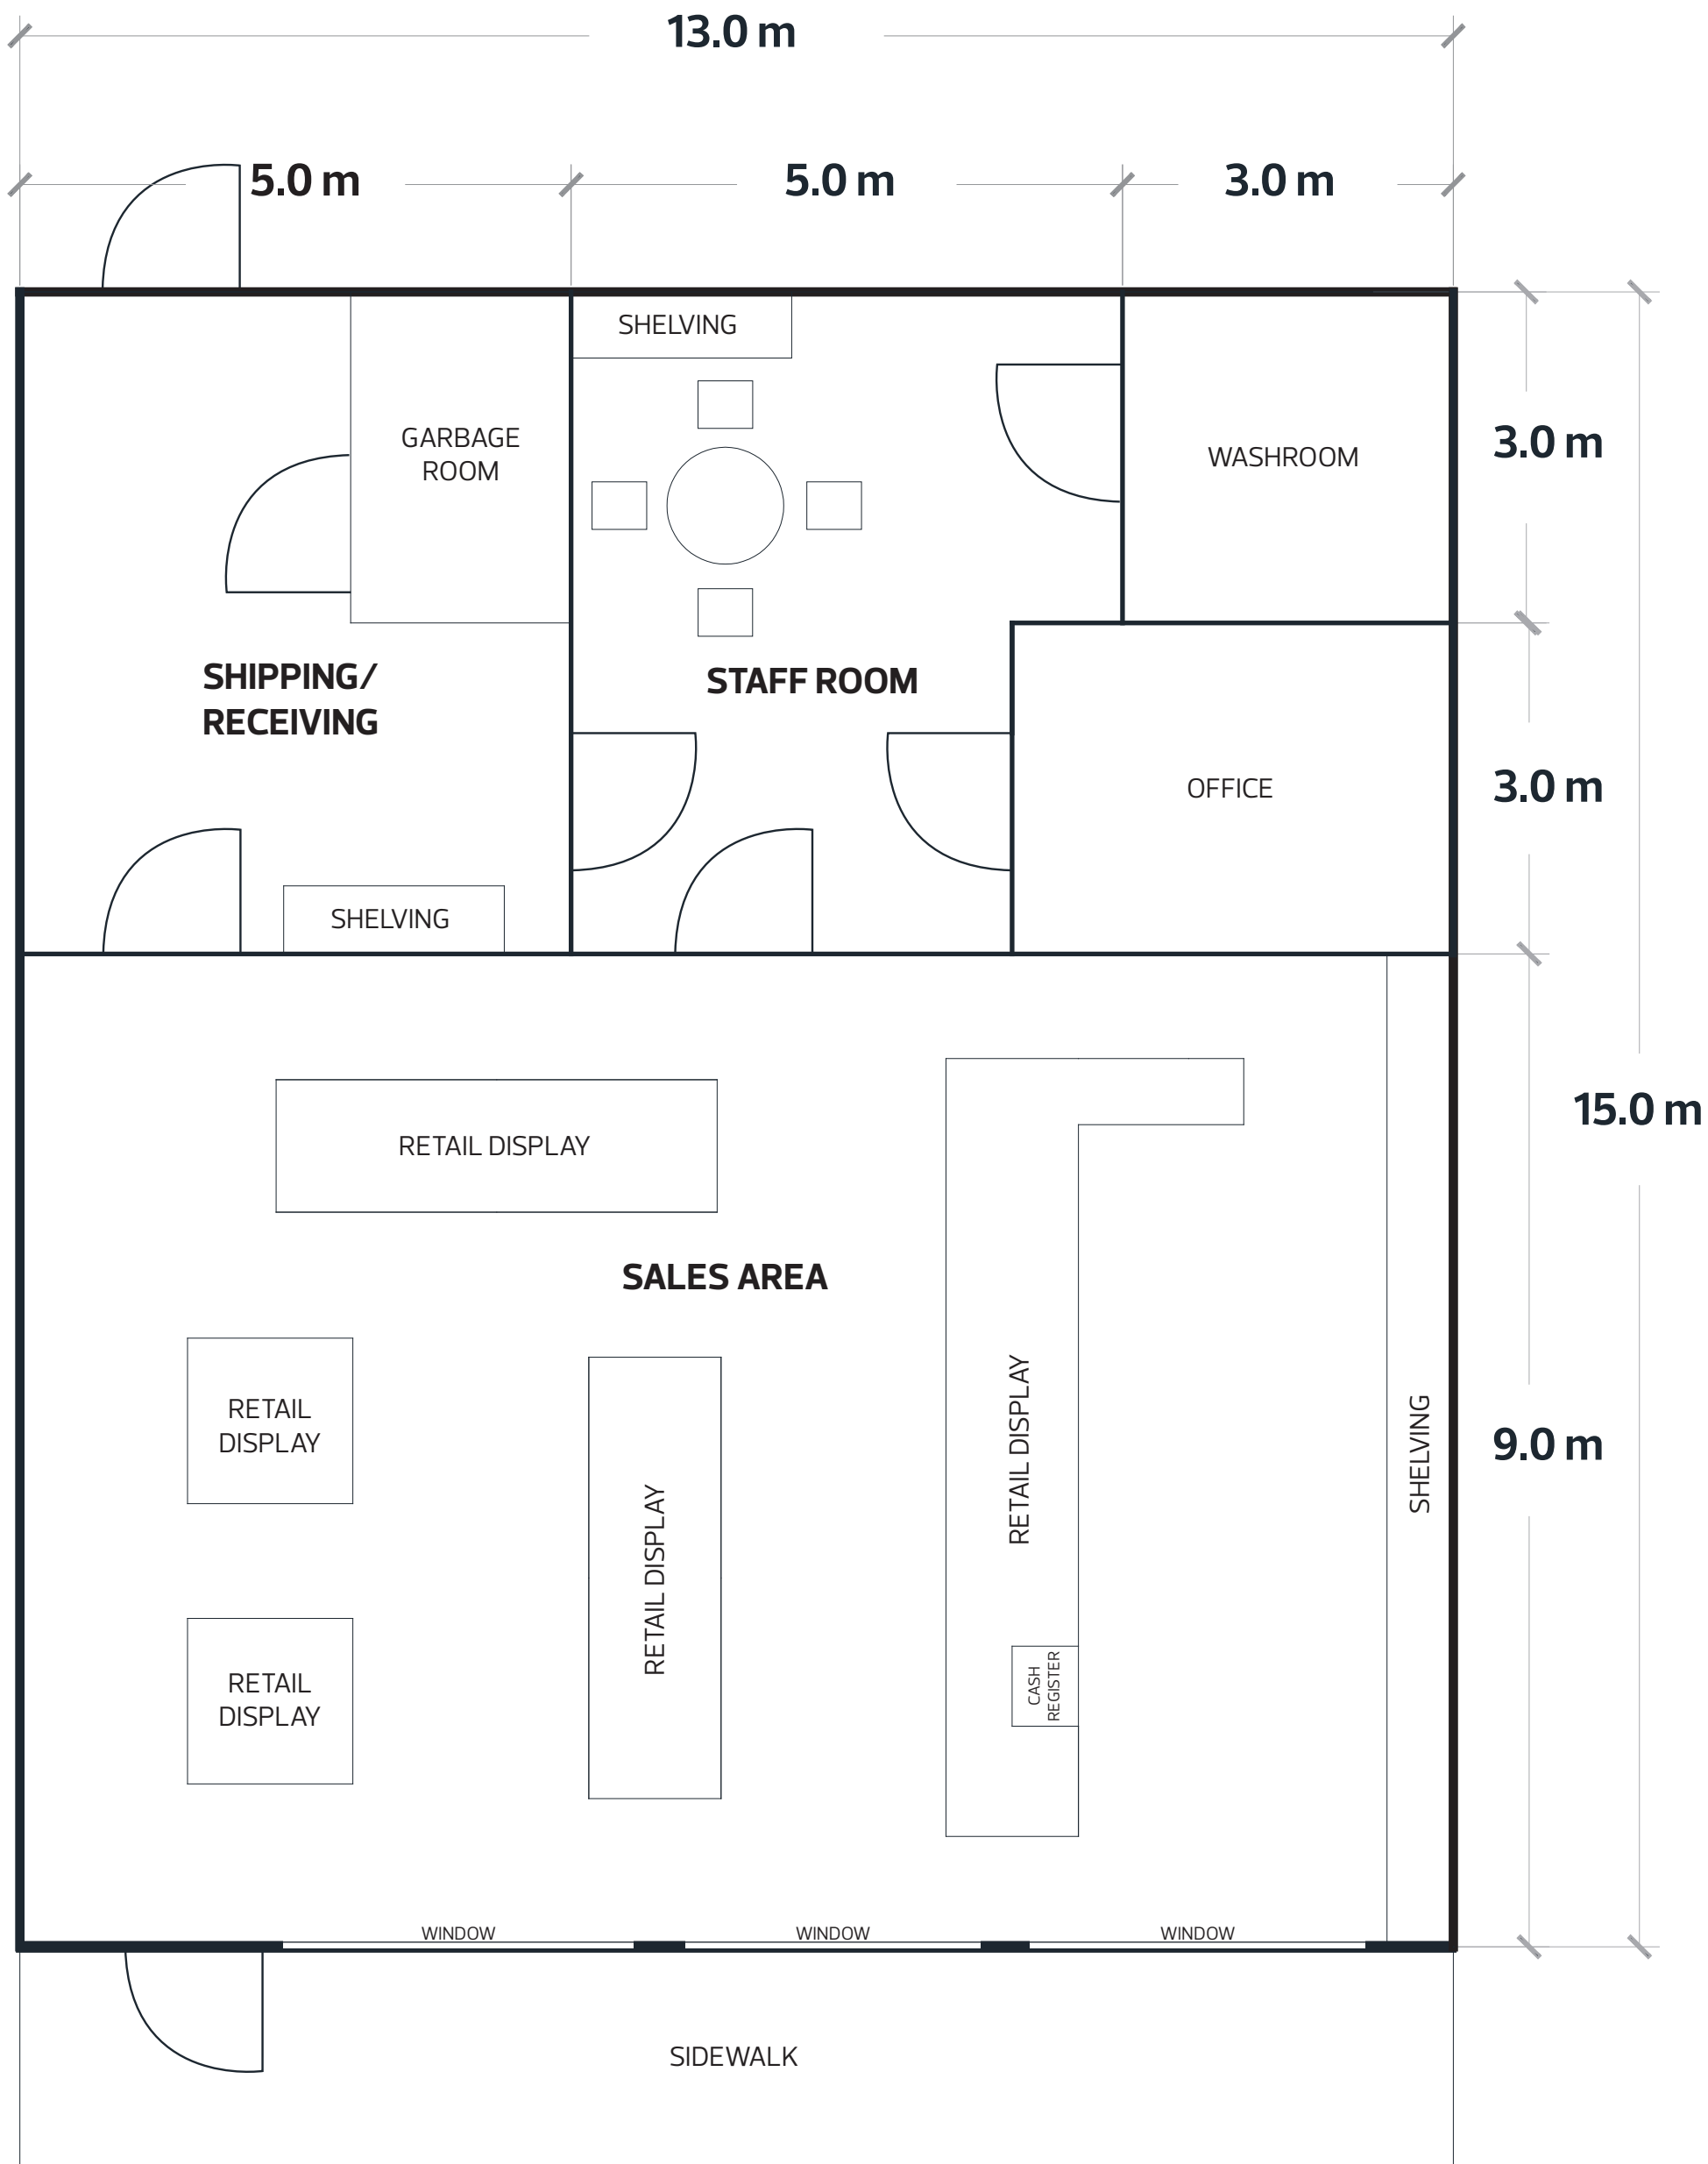 13.0 m
5.0 m
5.0 m
3.0 m
SHELVING
GARBAGE
ROOM
WASHROOM
3.0 m
SHIPPING/
RECEIVING
STAFF ROOM
OFFICE
3.0 m
SHELVING
15.0 m
RETAIL DISPLAY
SALES AREA
RETAIL
DISPLAY
RETAIL DISPLAY
RETAIL DISPLAY
SHELVING
9.0 m
RETAIL
DISPLAY
CASH
REGISTER
WINDOW
WINDOW
WINDOW
SIDEWALK